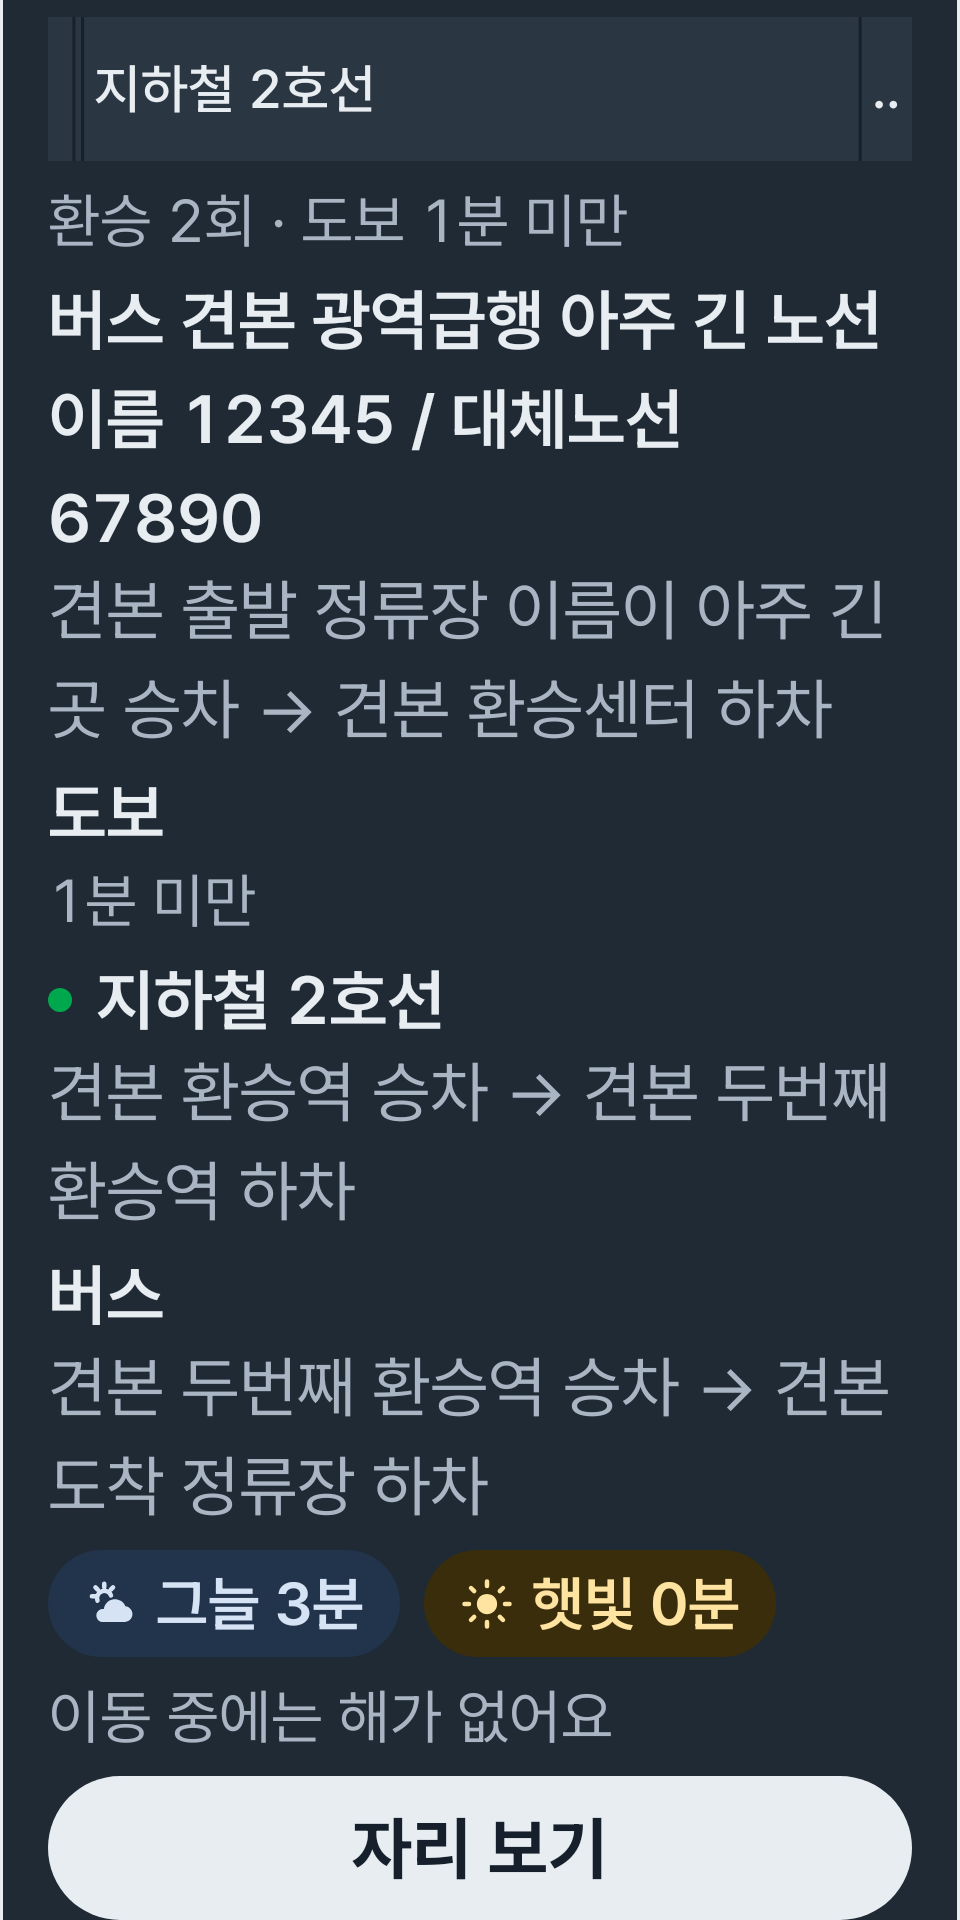 지하철 2호선
..
환승 2회 · 도보 1분 미만
버스 견본 광역급행 아주 긴 노선
이름 12345 / 대체노선
67890
견본 출발 정류장 이름이 아주 긴
곳 승차 → 견본 환승센터 하차
도보
1분 미만
지하철 2호선
견본 환승역 승차 → 견본 두번째
환승역 하차
버스
견본 두번째 환승역 승차 → 견본
도착 정류장 하차
그늘 3분
햇빛 0분
이동 중에는 해가 없어요
자리 보기